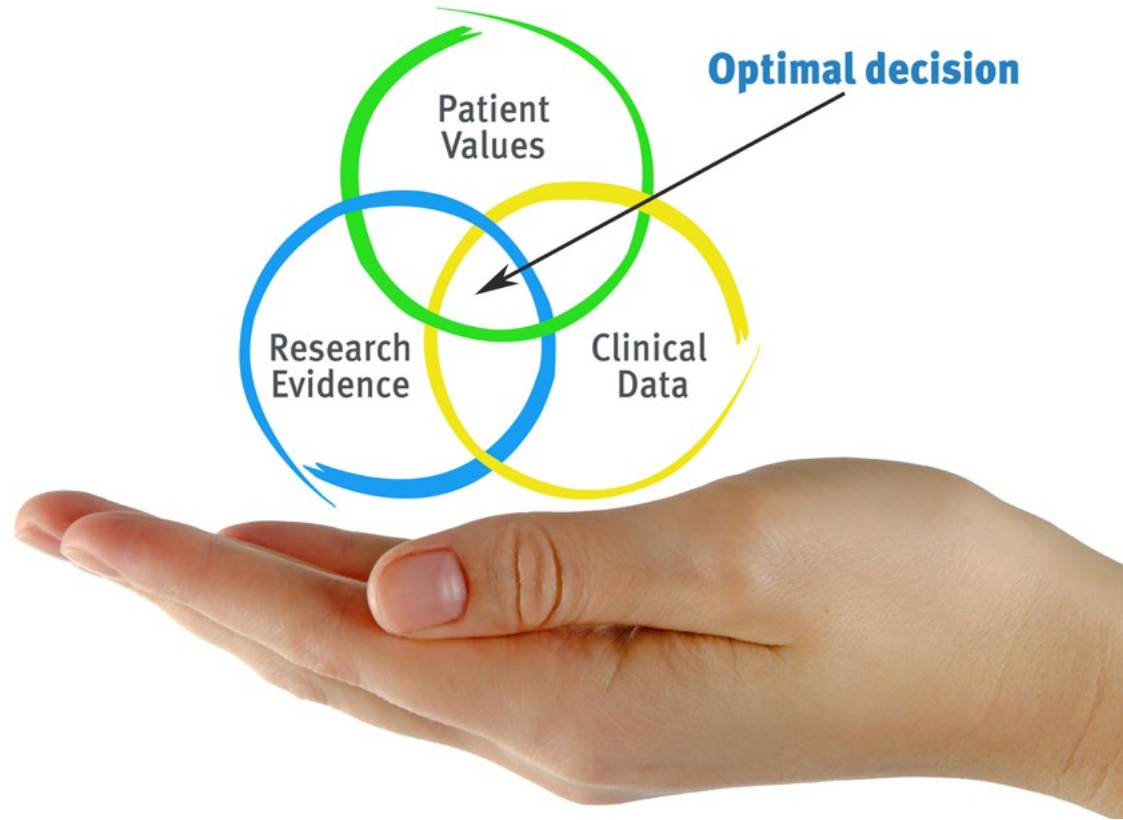 Optimal decision
Patient
Values
Research
Evidence
Clinical
Data